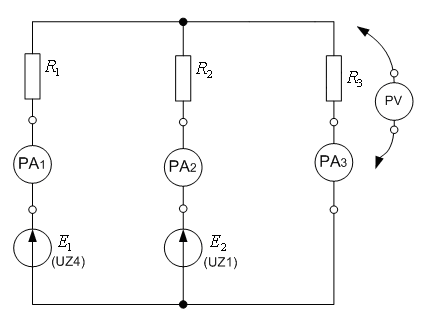 R1
R2
R3
PV
PA1
PA2
PA3
E1
(UZ4)
E2
(UZ1)